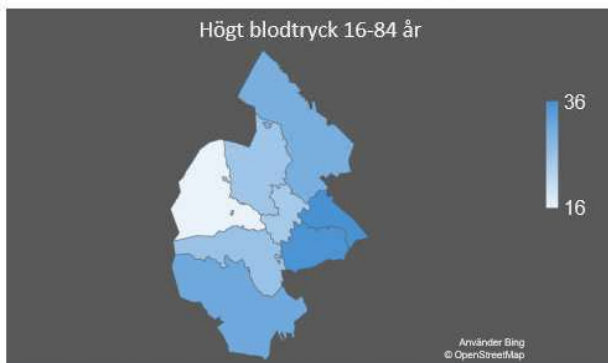 Högt blodtryck 16-84 år
36
16
Använder Bing
© OpenStreetMap